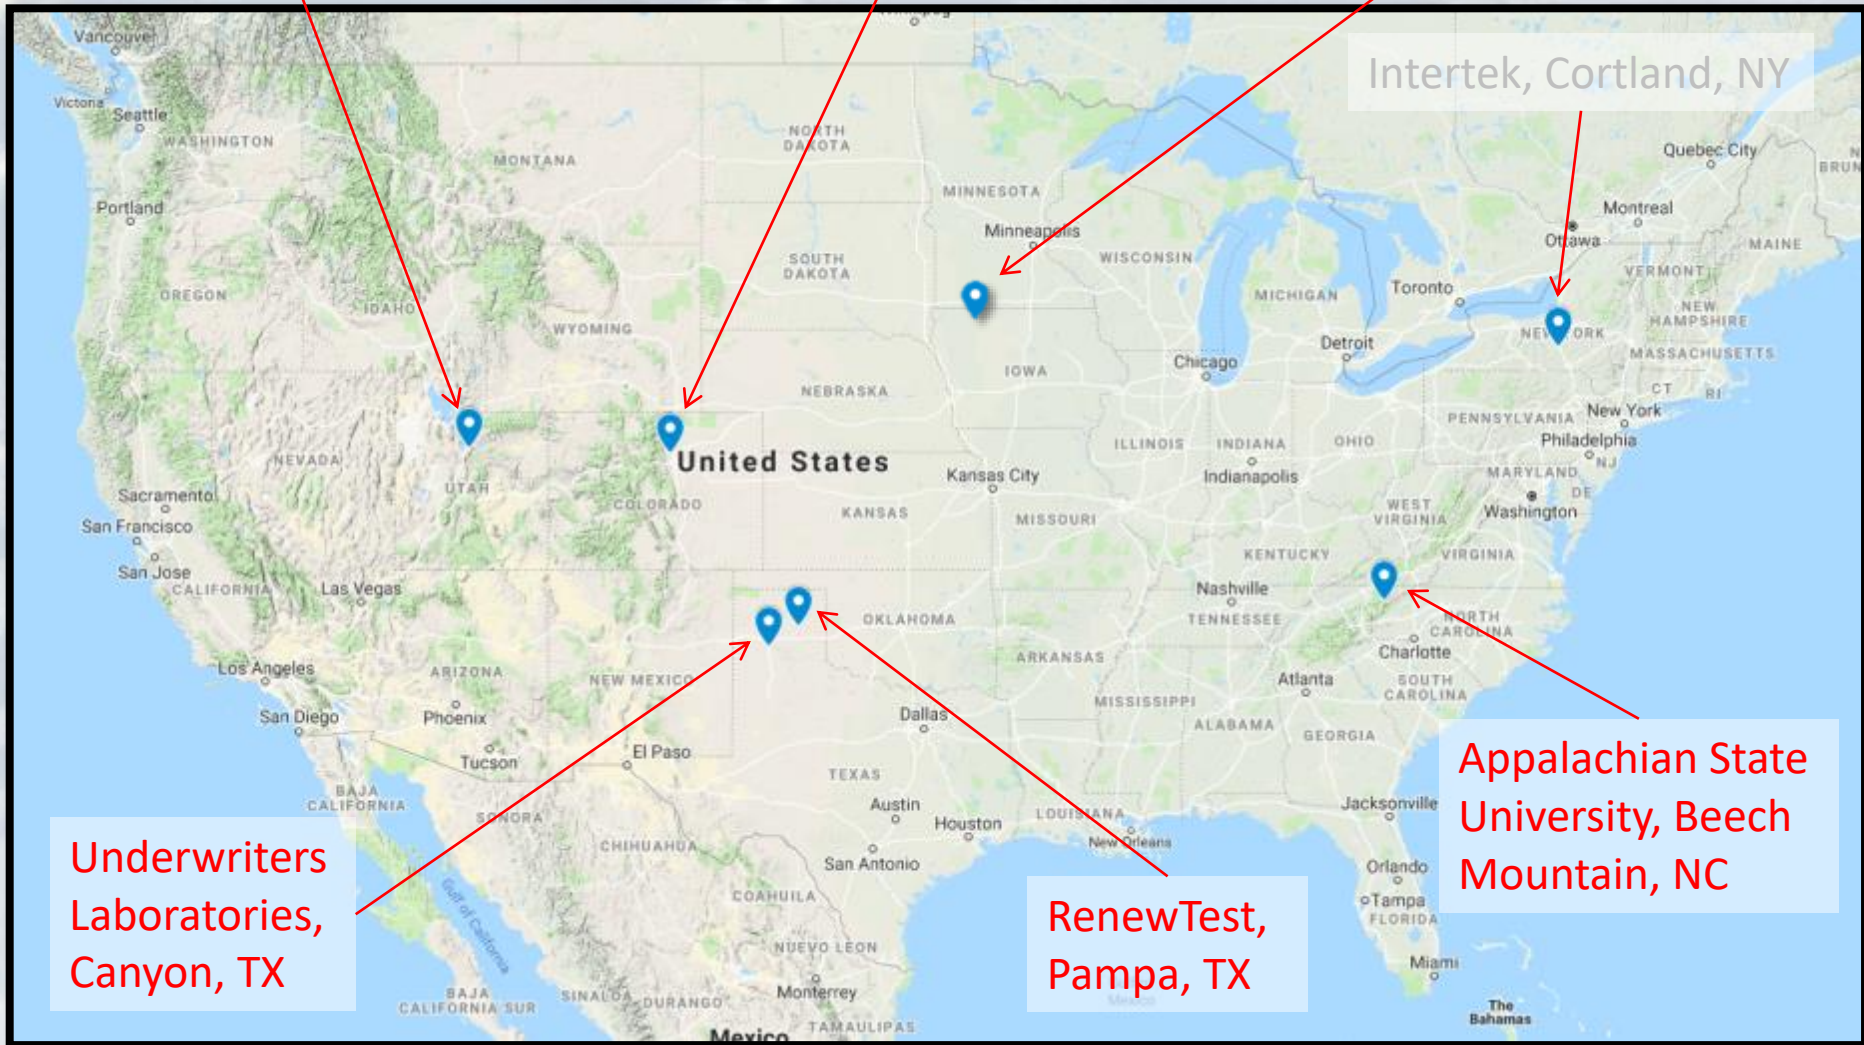 Winnipeg
Vancouver
Victoria
Seattle
WASHINGTON
MONTANA
NORTH
DAKOTA
Intertek, Cortland, NY
Quebec City
MINNESOTA
Portland
Minneapolis
Montreal
Ottawa
MAINE
SOUTH
DAKOTA
WISCONSIN
VERMONT
OREGON
IDAHO
MICHIGAN
Toronto
NEW
HAMPSHIRE
WYOMING
NEW YORK
MASSACHUSETTS
Detroit
Chicago
IOWA
NEBRASKA
CT
RI
PENNSYLVANIA
New York
ILLINOIS
INDIANA
OHIO
Philadelphia
NJ
NEVADA
United States
Kansas City
Indianapolis
MARYLAND
DE
UTAH
Sacramento
COLORADO
KANSAS
MISSOURI
WEST
VIRGINIA
Washington
San Francisco
KENTUCKY
VIRGINIA
San Jose
CALIFORNIA
Las Vegas
Nashville
TENNESSEE
OKLAHOMA
NORTH
CAROLINA
Charlotte
Los Angeles
ARIZONA
NEW MEXICO
ARKANSAS
Atlanta
SOUTH
CAROLINA
San Diego
Phoenix
Dallas
MISSISSIPPI
ALABAMA
GEORGIA
Tucson
El Paso
TEXAS
Appalachian State
University, Beech
Mountain, NC
BAJA
CALIFORNIA
SONORA
Austin
Houston
LOUISIANA
Jacksonville
New Orleans
CHIHUAHUA
San Antonio
Orlando
Underwriters
Laboratories,
Canyon, TX
Gulf of California
COAHUILA
RenewTest,
Pampa, TX
Tampa
FLORIDA
NUEVO LEON
Miami
BAJA
CALIFORNIA SUR
SINALOA
DURANGO
Monterrey
The
Bahamas
Mexico
TAMAULIPAS